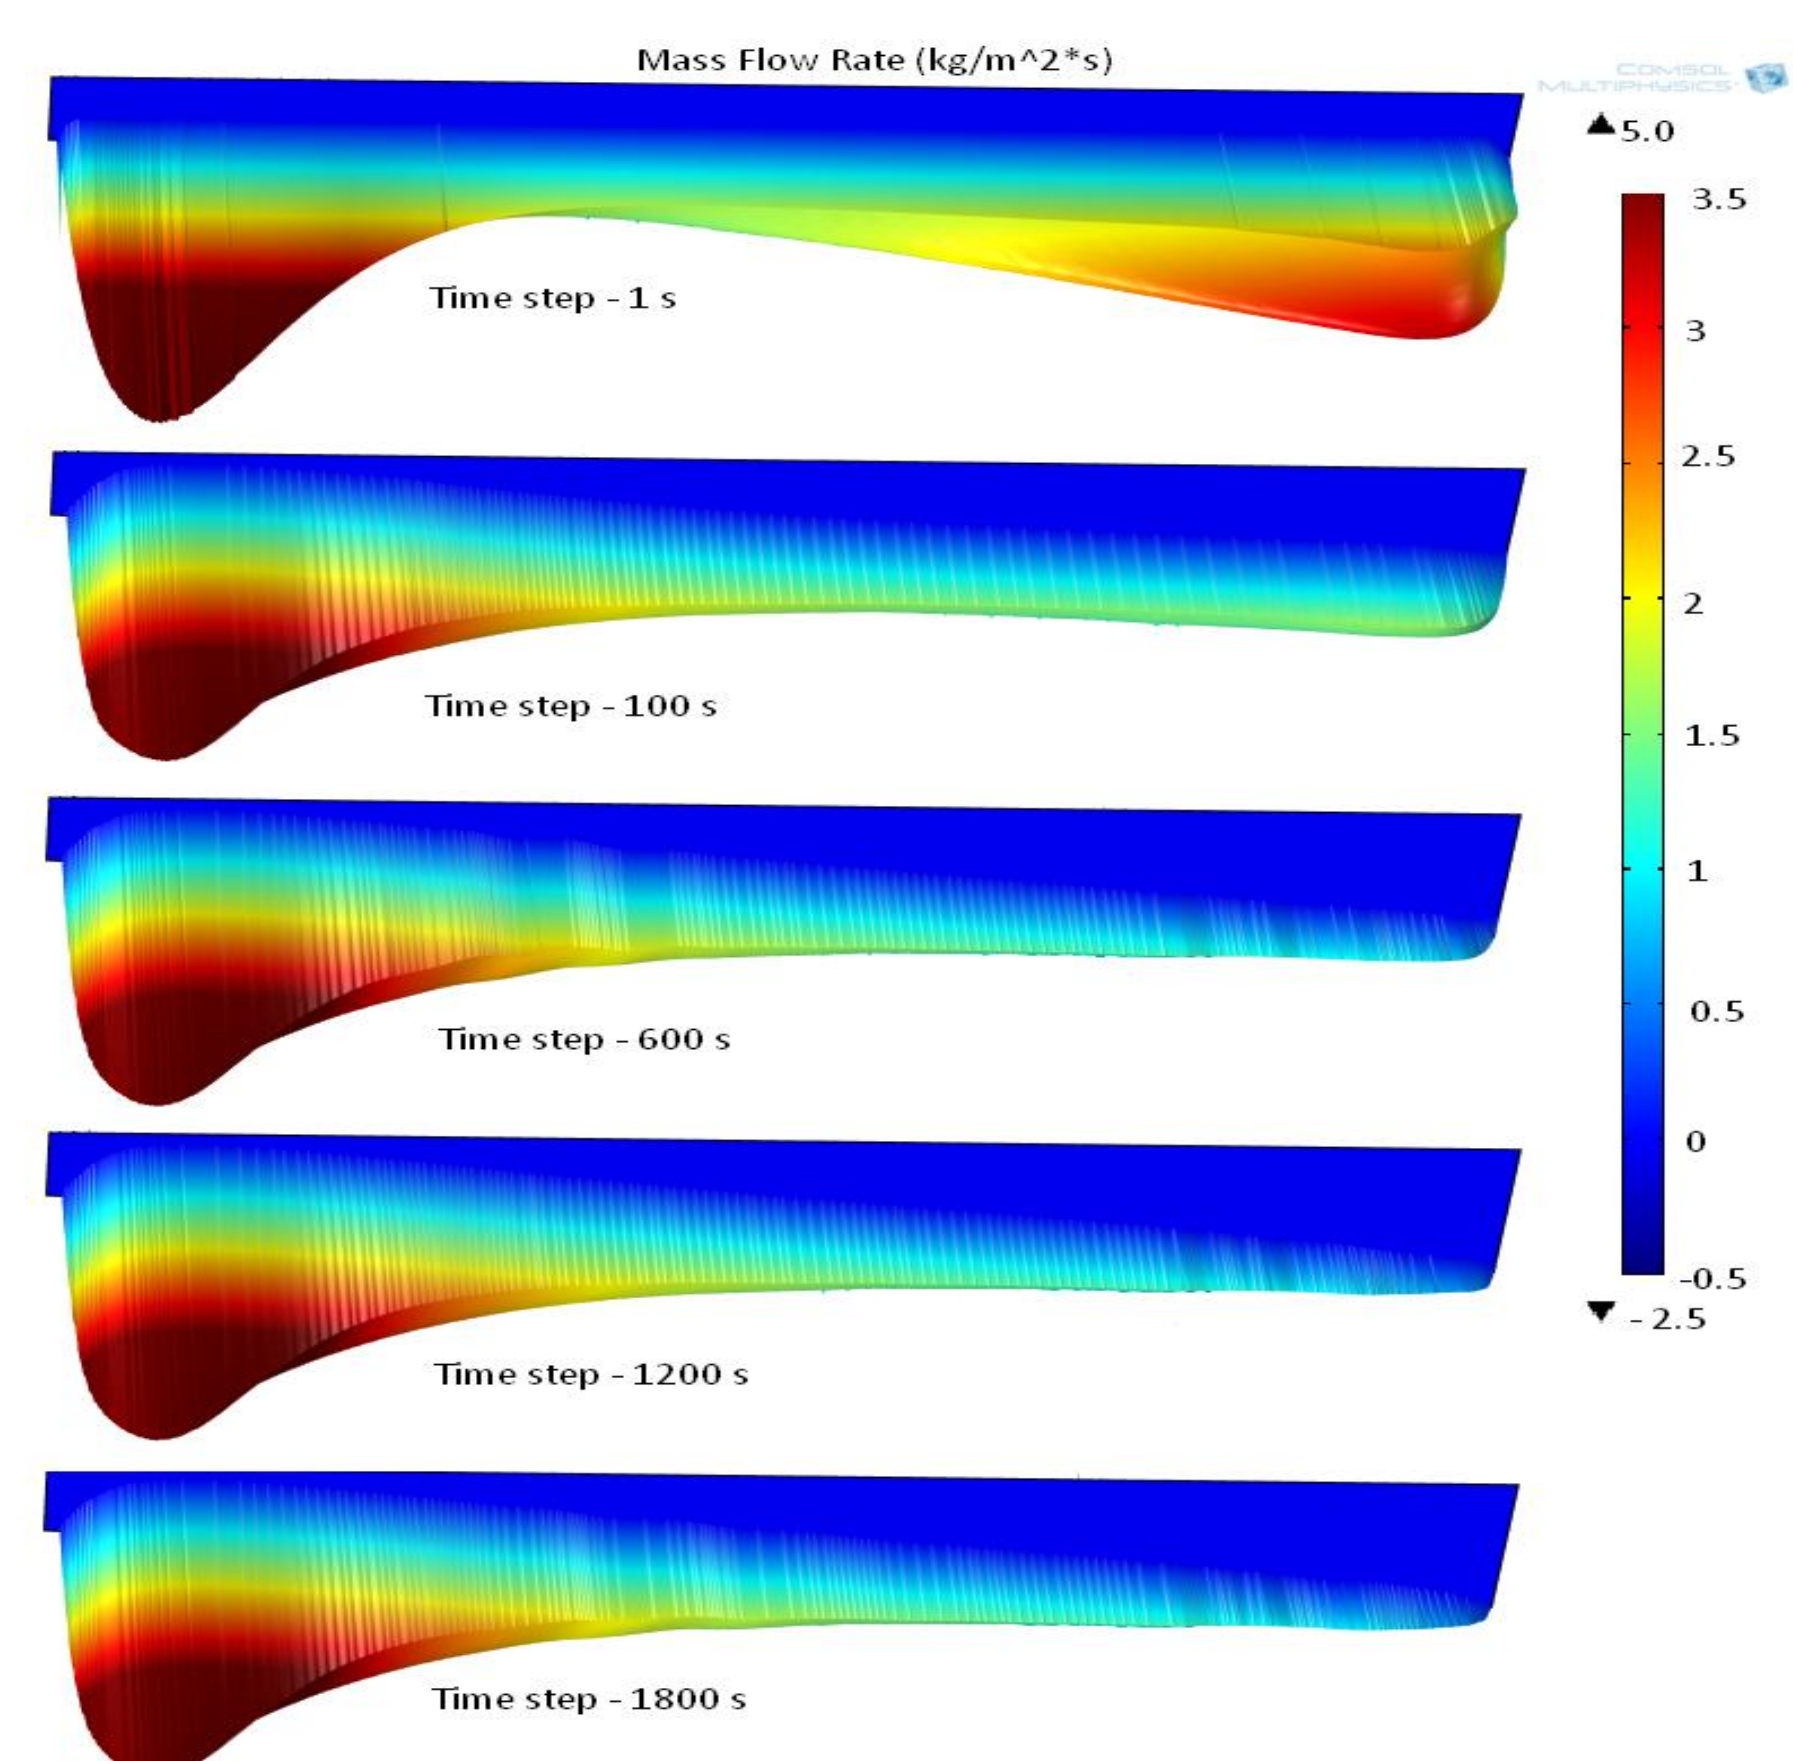 Mass Flow Rate (kg/m^2*s)
COMSOL
MULTIPHYSICS
5.0
3.5
Time step - 1 s
3
2.5
2
Time step - 100 s
1.5
1
0.5
Time step - 600 s
0
-0.5
- 2.5
Time step - 1200 s
Time step - 1800 s